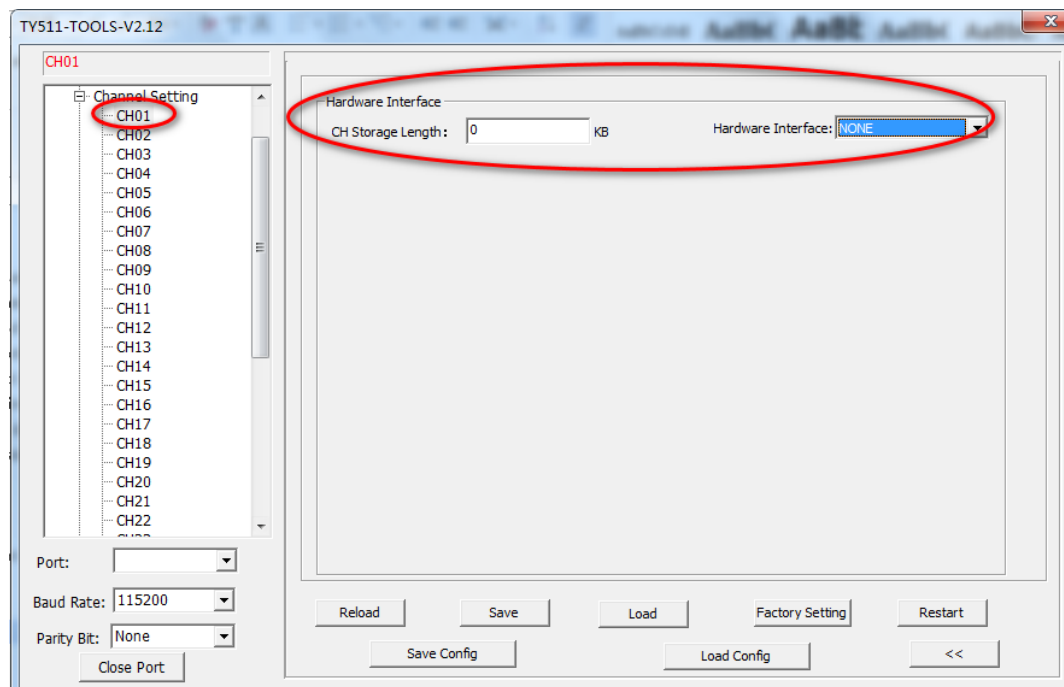 TY511-TOOLS-V2.12
CH01
Channel Setting
CH01
CH02
CH03
CH04
CH05
CH06
CH07
CH08
CH09
CH10
CH11
CH12
CH13
CH14
CH15
CH16
CH17
CH18
CH19
CH20
CH21
CH22
Port:
Baud Rate: 115200
Parity Bit: None
Close Port
Hardware Interface
CH Storage Length: 0 KB Hardware Interface: NONE
Reload Save Load Factory Setting Restart
Save Config Load Config <<